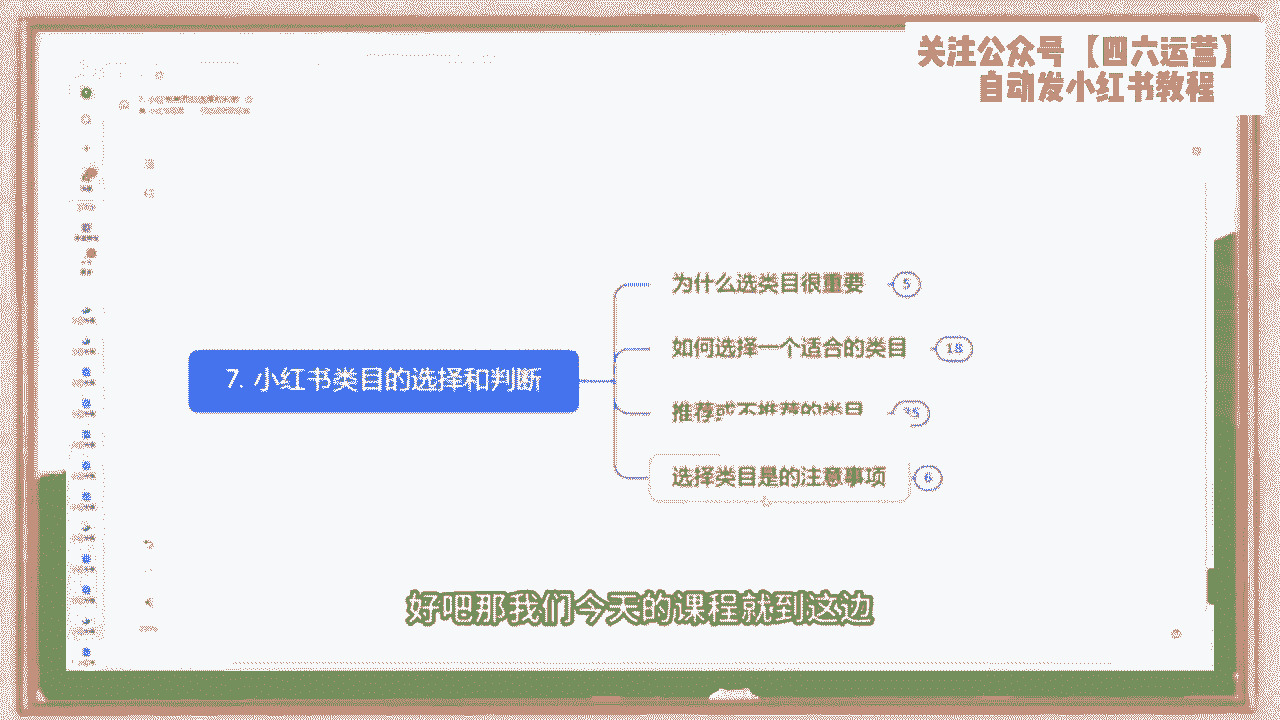 关注公众号【四六运营】
自动发小红书教程
为什么选类目很重要 5
如何选择一个适合的类目 18
7. 小红书类目的选择和判断
推荐或不推荐的类目
选择类目是的注意事项 6
好吧那我们今天的课程就到这边